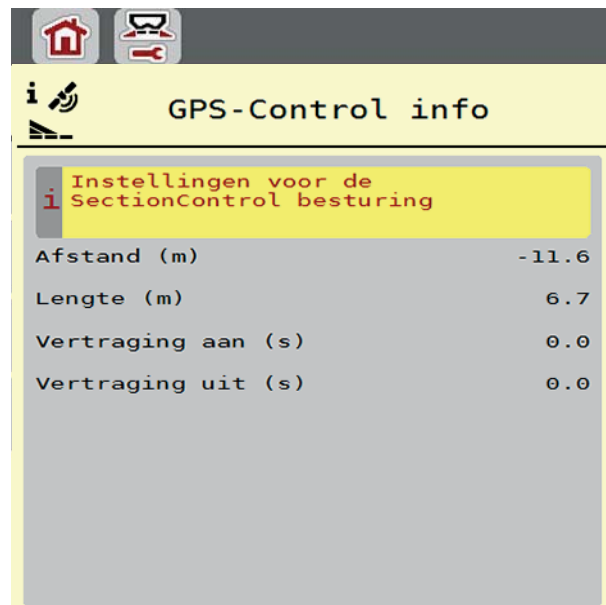 i
GPS-Control info
i Instellingen voor de
SectionControl besturing
Afstand (m) -11.6
Lengte (m) 6.7
Vertraging aan (s) 0.0
Vertraging uit (s) 0.0